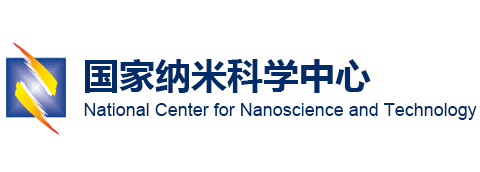 国家纳米科学中心
National Center for Nanoscience and Technology